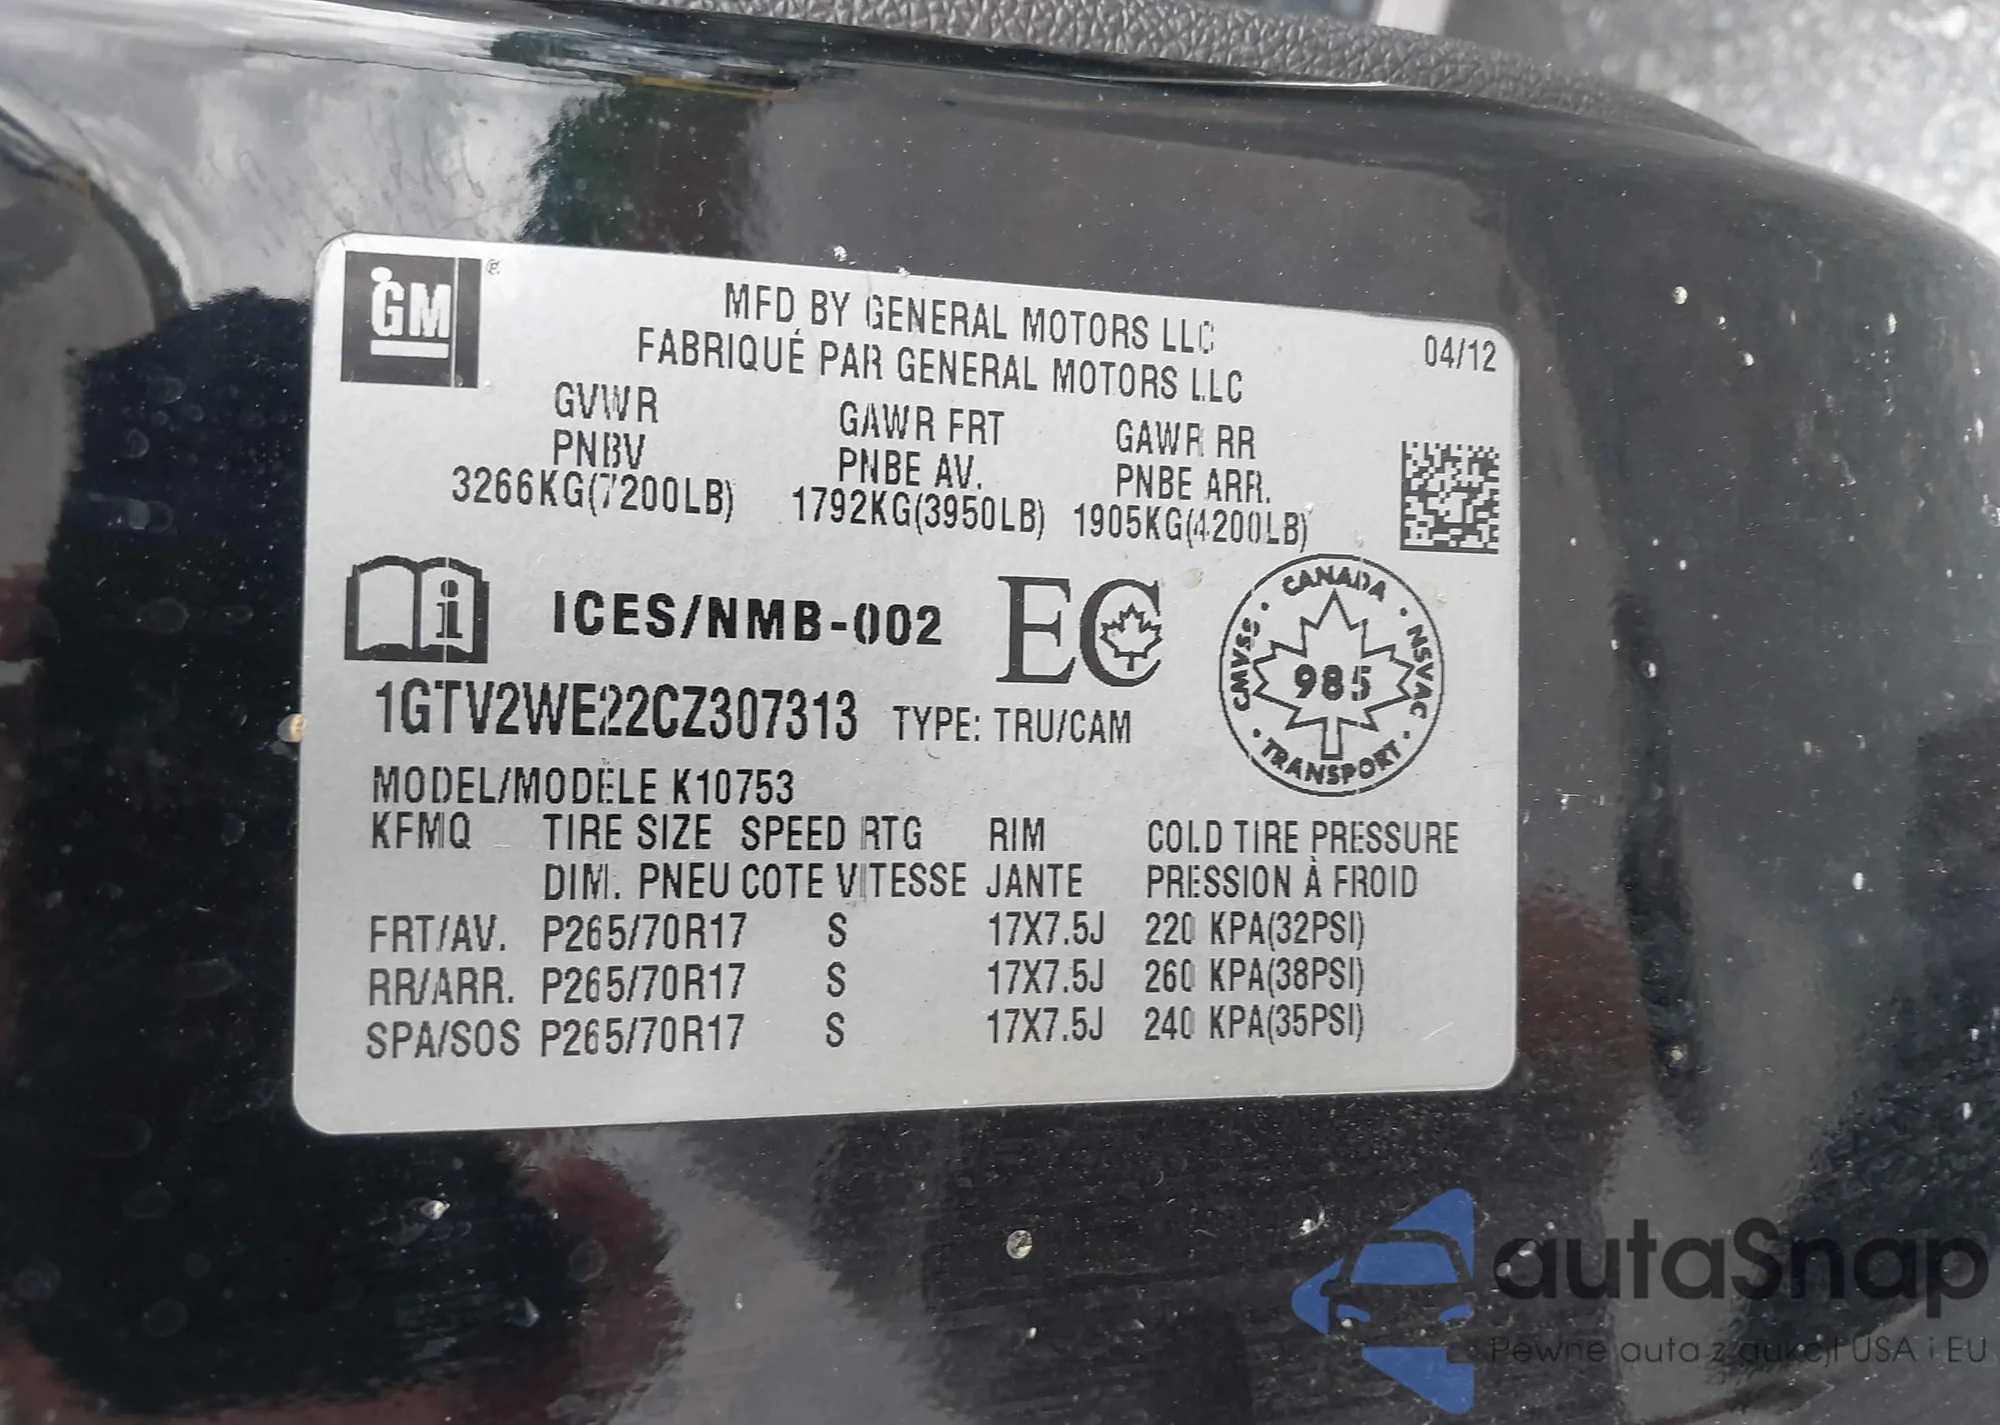 GM
MFD BY GENERAL MOTORS LLC
FABRIQUÉ PAR GENERAL MOTORS LLC
04/12
GVWR GAWR FRT GAWR RR
PNBV PNBE AV. PNBE ARR.
3266KG(7200LB) 1792KG(3950LB) 1905KG(4200LB)
i ICES/NMB-002 EC
CANADA · NSVAC · TRANSPORT · CMVSS ·
985
1GTV2WE22CZ307313 TYPE: TRU/CAM
MODEL/MODÈLE K10753
KFMQ TIRE SIZE SPEED RTG RIM COLD TIRE PRESSURE
DIM. PNEU COTE VITESSE JANTE PRESSION À FROID
FRT/AV. P265/70R17 S 17X7.5J 220 KPA(32PSI)
RR/ARR. P265/70R17 S 17X7.5J 260 KPA(38PSI)
SPA/SOS P265/70R17 S 17X7.5J 240 KPA(35PSI)
autaSnap
Pewne auta z aukcji USA i EU